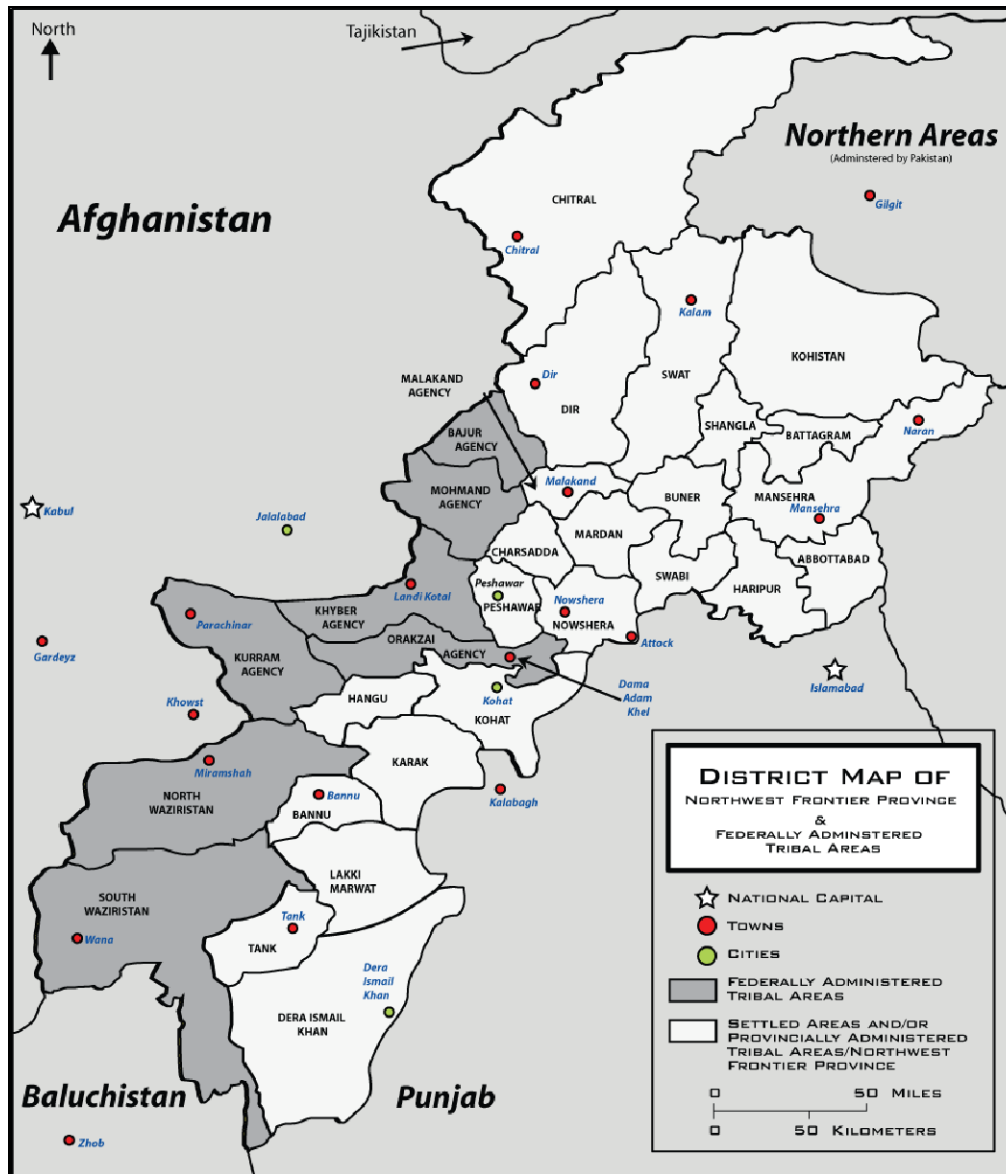 North
Tajikistan
Northern Areas
(Adminstered by Pakistan)
Gilgit
Afghanistan
CHITRAL
Chitral
Kalam
KOHISTAN
Dir
SWAT
MALAKAND
AGENCY
DIR
SHANGLA
Naran
BATTAGRAM
BAJUR
AGENCY
MOHMAND
AGENCY
Malakand
BUNER
MANSEHRA
Mansehra
Kabul
Jalalabad
MARDAN
CHARSADDA
ABBOTTABAD
SWABI
HARIPUR
Peshawar
PESHAWAR
Landi Kotal
Nowshera
NOWSHERA
KHYBER
AGENCY
Parachinar
ORAKZAI
AGENCY
Attock
Gardeyz
KURRAM
AGENCY
Islamabad
Dama
Adam
Khel
Khowst
HANGU
Kohat
KOHAT
KARAK
Miramshah
NORTH
WAZIRISTAN
Bannu
BANNU
Kalabagh
LAKKI
MARWAT
SOUTH
WAZIRISTAN
Tank
TANK
Wana
Dera
Ismail
Khan
DERA ISMAIL
KHAN
Baluchistan
Punjab
Zhob
District Map of
Northwest Frontier Province
&
Federally Adminstered
Tribal Areas
National Capital
Towns
Cities
Federally Administered
Tribal Areas
Settled Areas and/or
Provincially Administered
Tribal Areas/Northwest
Frontier Province
0 50 Miles
0 50 Kilometers